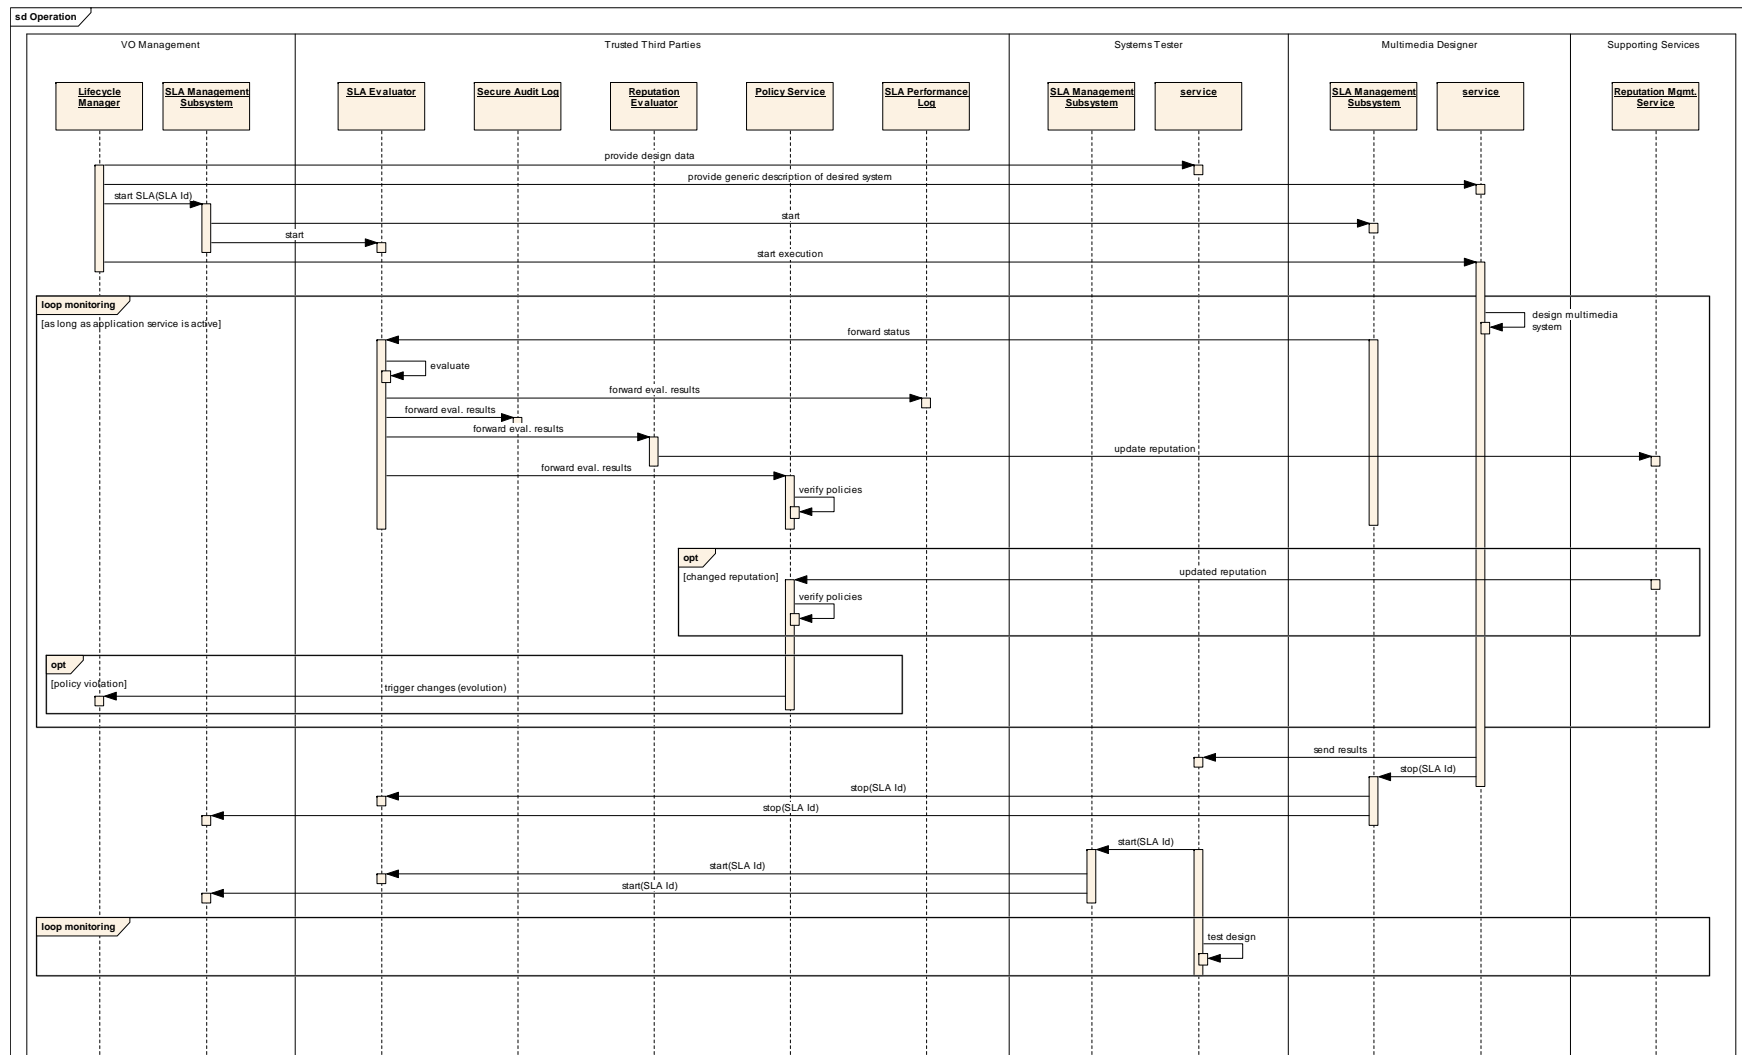 sd Operation
VO Management
Trusted Third Parties
Systems Tester
Multimedia Designer
Supporting Services
Lifecycle
Manager
SLA Management
Subsystem
SLA Evaluator
Secure Audit Log
Reputation
Evaluator
Policy Service
SLA Performance
Log
SLA Management
Subsystem
service
SLA Management
Subsystem
service
Reputation Mgmt.
Service
provide design data
provide generic description of desired system
start SLA(SLA Id)
start
start
start execution
loop monitoring
[as long as application service is active]
design multimedia
system
forward status
evaluate
forward eval. results
forward eval. results
forward eval. results
update reputation
forward eval. results
verify policies
opt
[changed reputation]
updated reputation
verify policies
opt
[policy violation]
trigger changes (evolution)
send results
stop(SLA Id)
stop(SLA Id)
stop(SLA Id)
start(SLA Id)
start(SLA Id)
start(SLA Id)
loop monitoring
test design